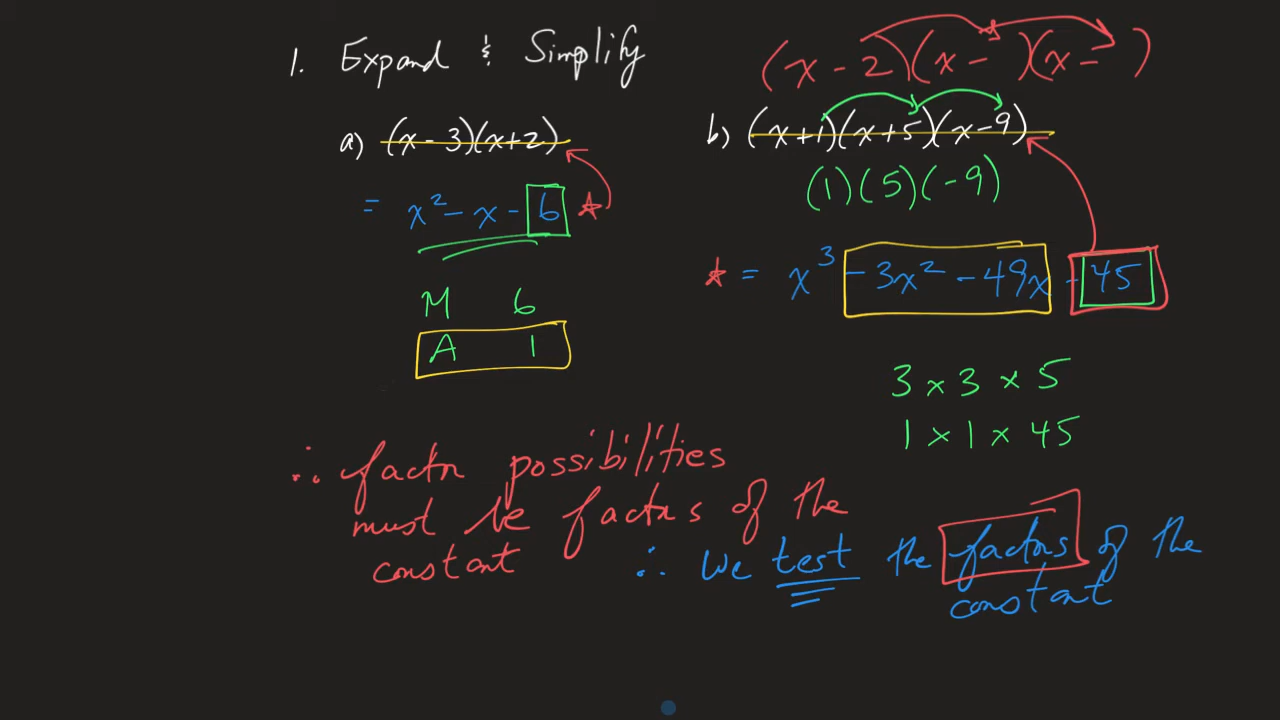 1. Expand & Simplify
(x - 2)(x -  )(x -  )
a) (x - 3)(x+2)
b) (x+1)(x+5)(x-9)
(1)(5)(-9)
= x² - x - 6
= x³ - 3x² - 49x - 45
M 6
A 1
3 x 3 x 5
1 x 1 x 45
∴ factor possibilities
must be factors of the
constant
∴ we test the factors of the
constant